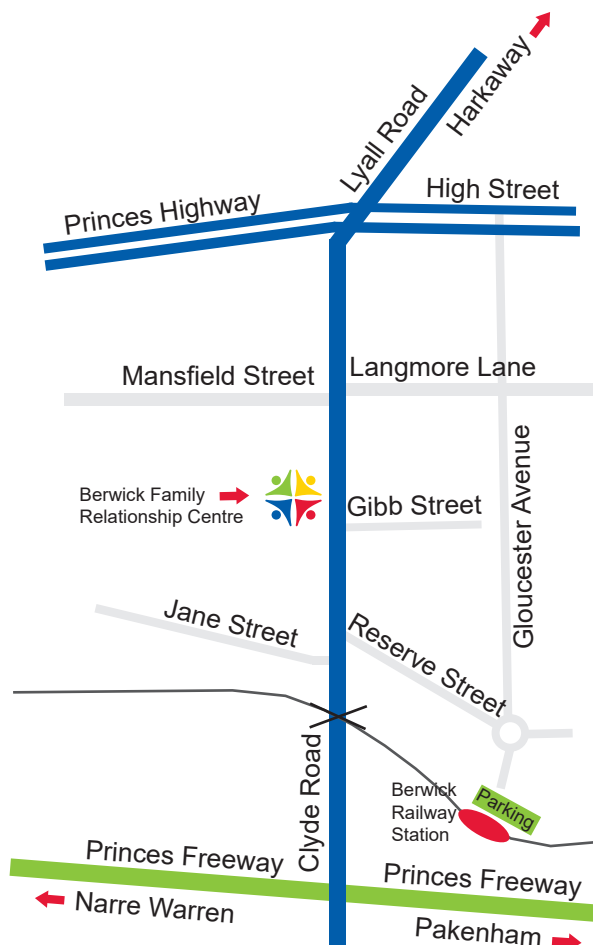 Harkaway
Lyall Road
High Street
Princes Highway
Mansfield Street
Langmore Lane
Berwick Family
Relationship Centre
Gibb Street
Gloucester Avenue
Jane Street
Reserve Street
Clyde Road
Berwick
Railway
Station
Parking
Princes Freeway
Princes Freeway
Narre Warren
Pakenham